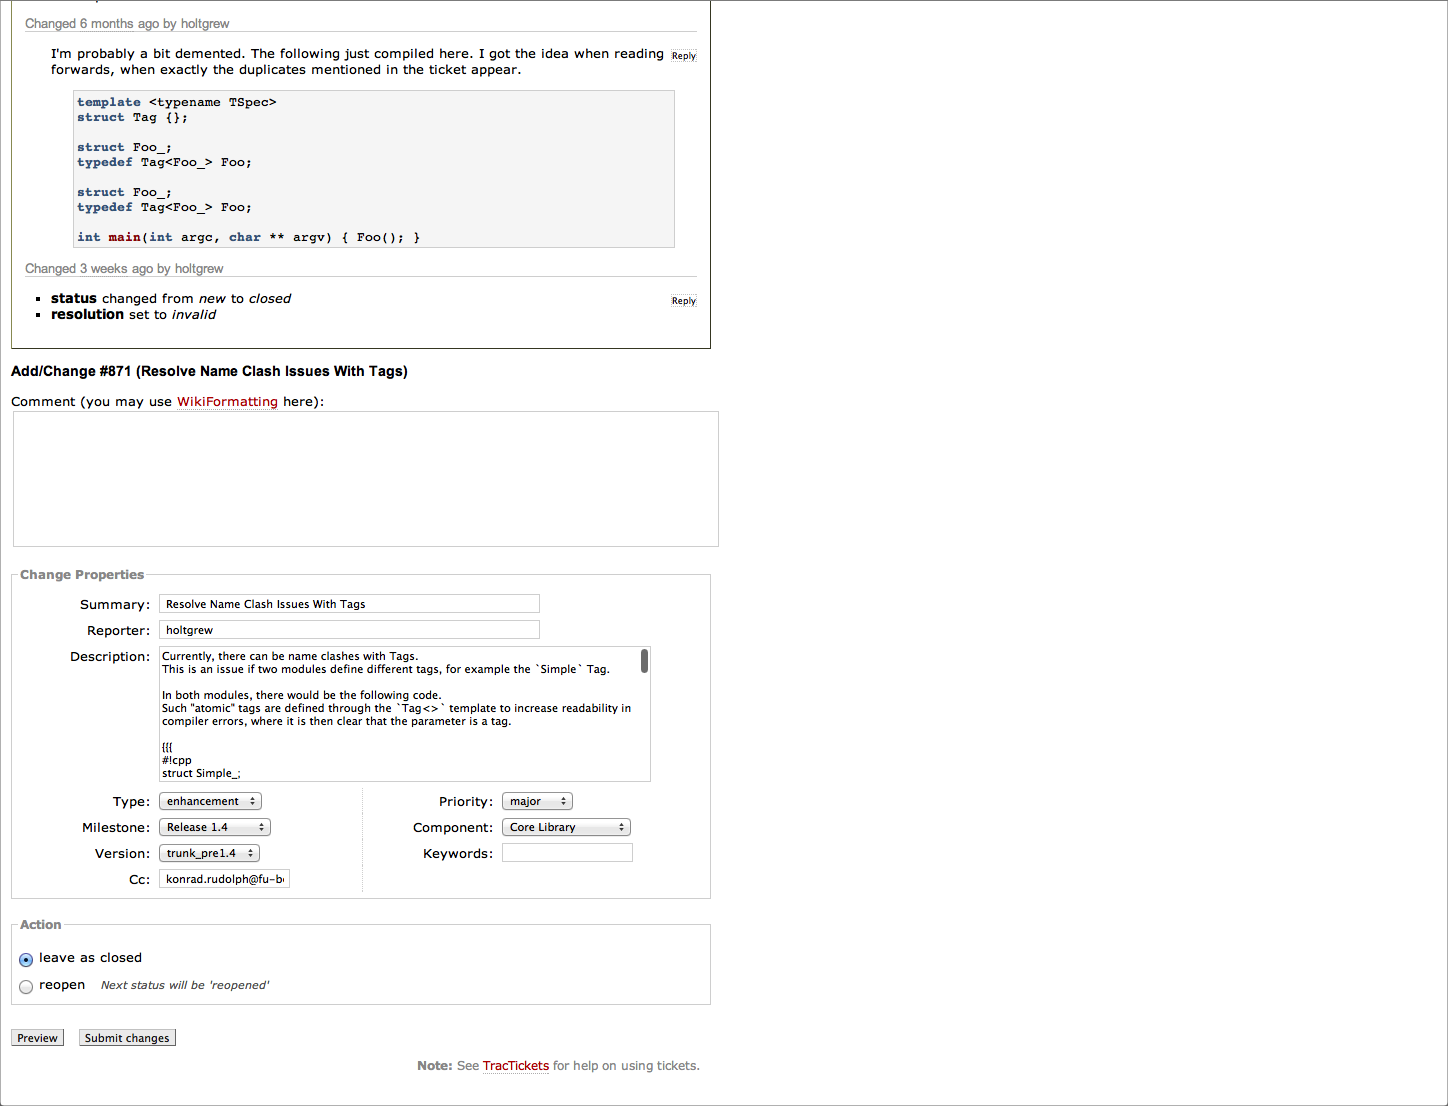 Changed 6 months ago by holtgrew
I'm probably a bit demented. The following just compiled here. I got the idea when reading
Reply
forwards, when exactly the duplicates mentioned in the ticket appear.
template <typename TSpec>
struct Tag {};
struct Foo_;
typedef Tag<Foo_> Foo;
struct Foo_;
typedef Tag<Foo_> Foo;
int main(int argc, char ** argv) { Foo(); }
Changed 3 weeks ago by holtgrew
status changed from new to closed
Reply
resolution set to invalid
Add/Change #871 (Resolve Name Clash Issues With Tags)
Comment (you may use WikiFormatting here):
Change Properties
Summary: Resolve Name Clash Issues With Tags
Reporter: holtgrew
Description: Currently, there can be name clashes with Tags.
This is an issue if two modules define different tags, for example the `Simple` Tag.
In both modules, there would be the following code.
Such "atomic" tags are defined through the `Tag<>` template to increase readability in
compiler errors, where it is then clear that the parameter is a tag.
{{{
#!cpp
struct Simple_;
Type: enhancement Priority: major
Milestone: Release 1.4 Component: Core Library
Version: trunk_pre1.4 Keywords:
Cc: konrad.rudolph@fu-b
Action
leave as closed
reopen Next status will be 'reopened'
Preview Submit changes
Note: See TracTickets for help on using tickets.